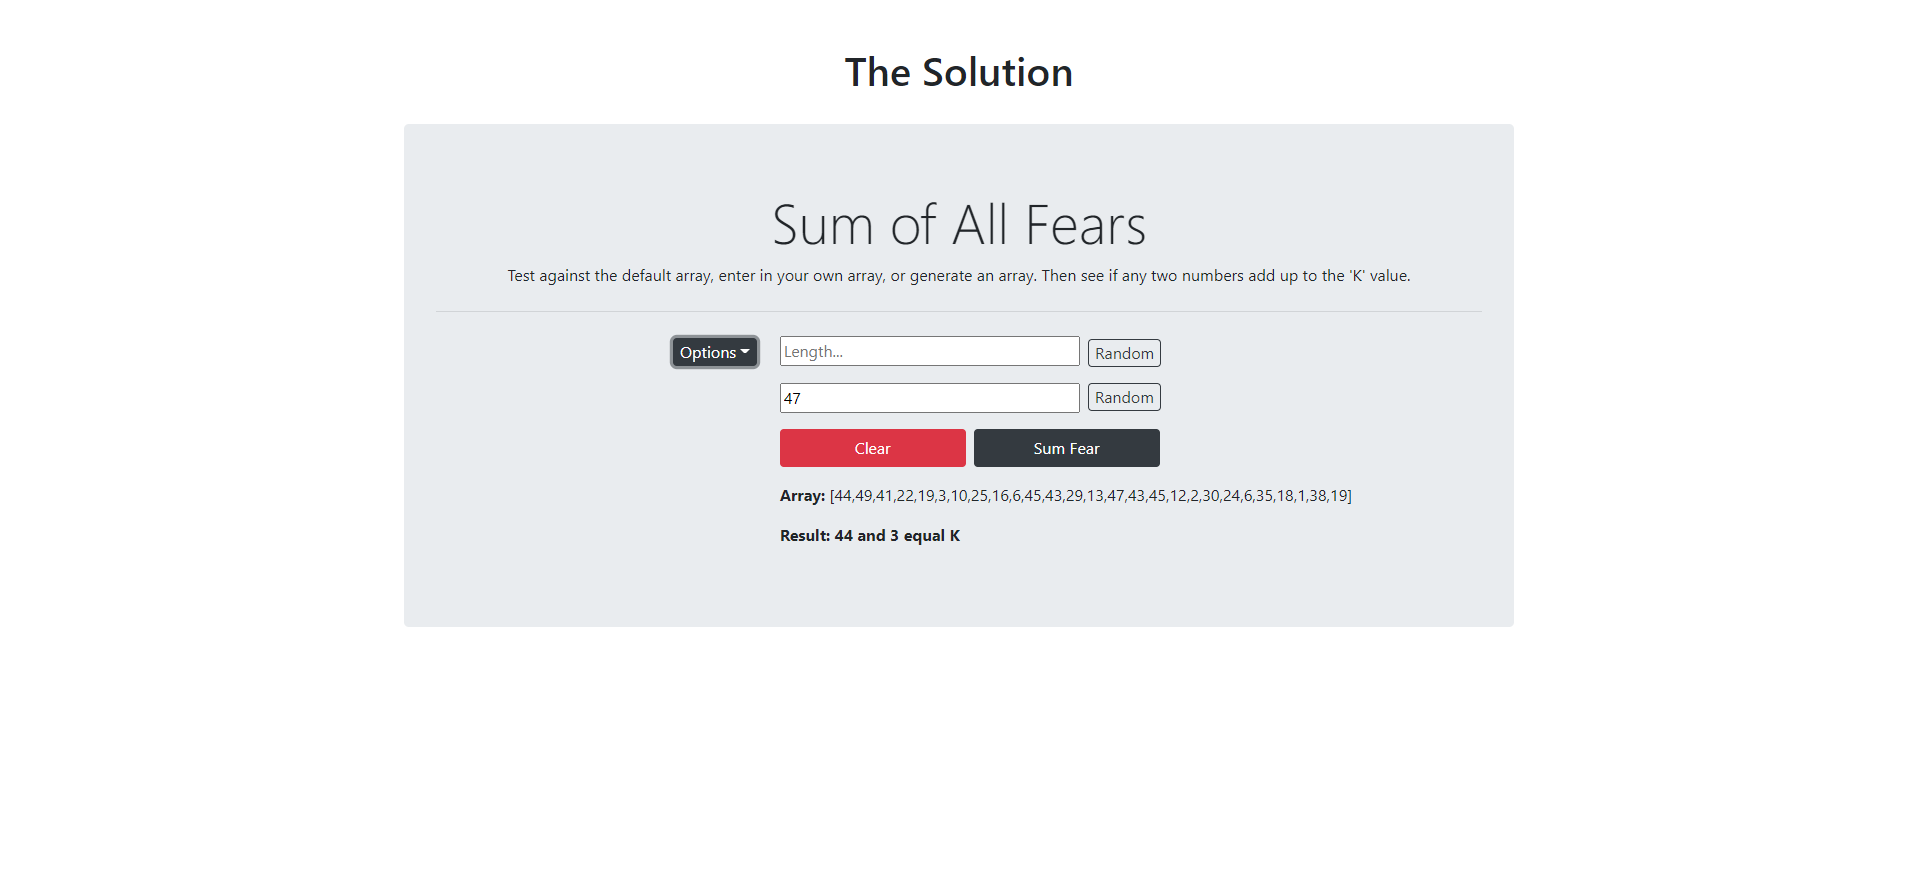 The Solution
Sum of All Fears
Test against the default array, enter in your own array, or generate an array. Then see if any two numbers add up to the 'K' value.
Options
Length...
Random
47
Random
Clear
Sum Fear
Array: [44,49,41,22,19,3,10,25,16,6,45,43,29,13,47,43,45,12,2,30,24,6,35,18,1,38,19]
Result: 44 and 3 equal K